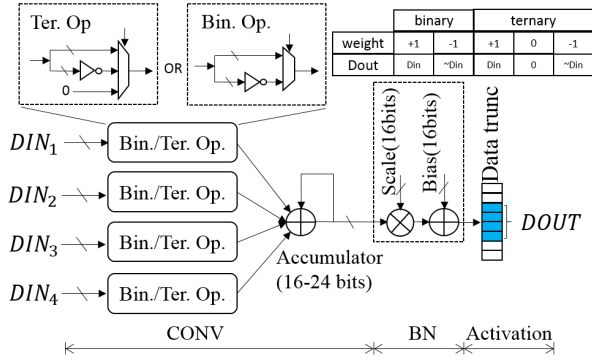 Ter. Op
Bin. Op.
0
OR
binary ternary
weight +1 -1 +1 0 -1
Dout Din ~Din Din 0 ~Din
DIN1 Bin./Ter. Op.
DIN2 Bin./Ter. Op.
DIN3 Bin./Ter. Op.
DIN4 Bin./Ter. Op.
Accumulator
(16-24 bits)
Scale(16bits)
Bias(16bits)
Data trunc
DOUT
CONV BN Activation